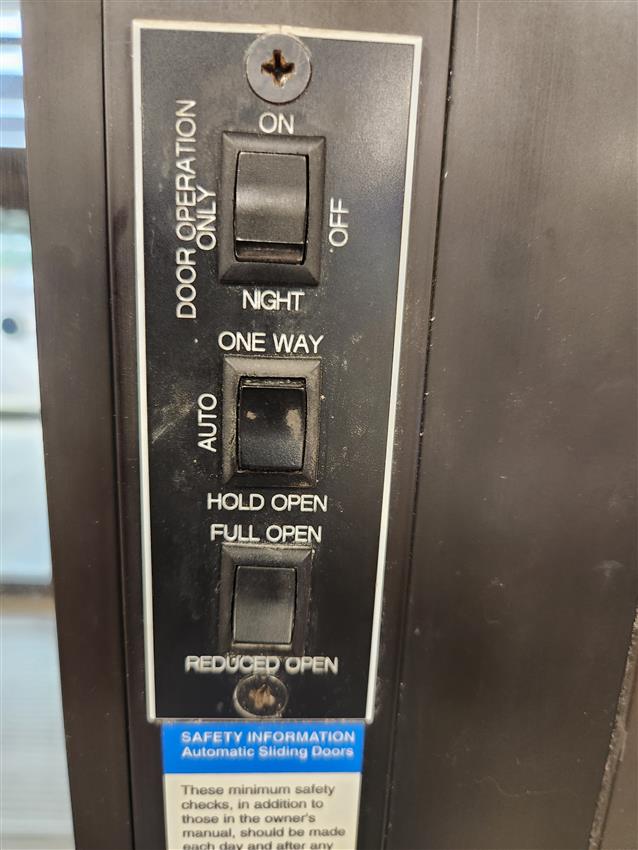 ON
DOOR OPERATION
ONLY
OFF
NIGHT
ONE WAY
AUTO
HOLD OPEN
FULL OPEN
REDUCED OPEN
SAFETY INFORMATION
Automatic Sliding Doors
These minimum safety
checks, in addition to
those in the owner's
manual, should be made
each day and after any